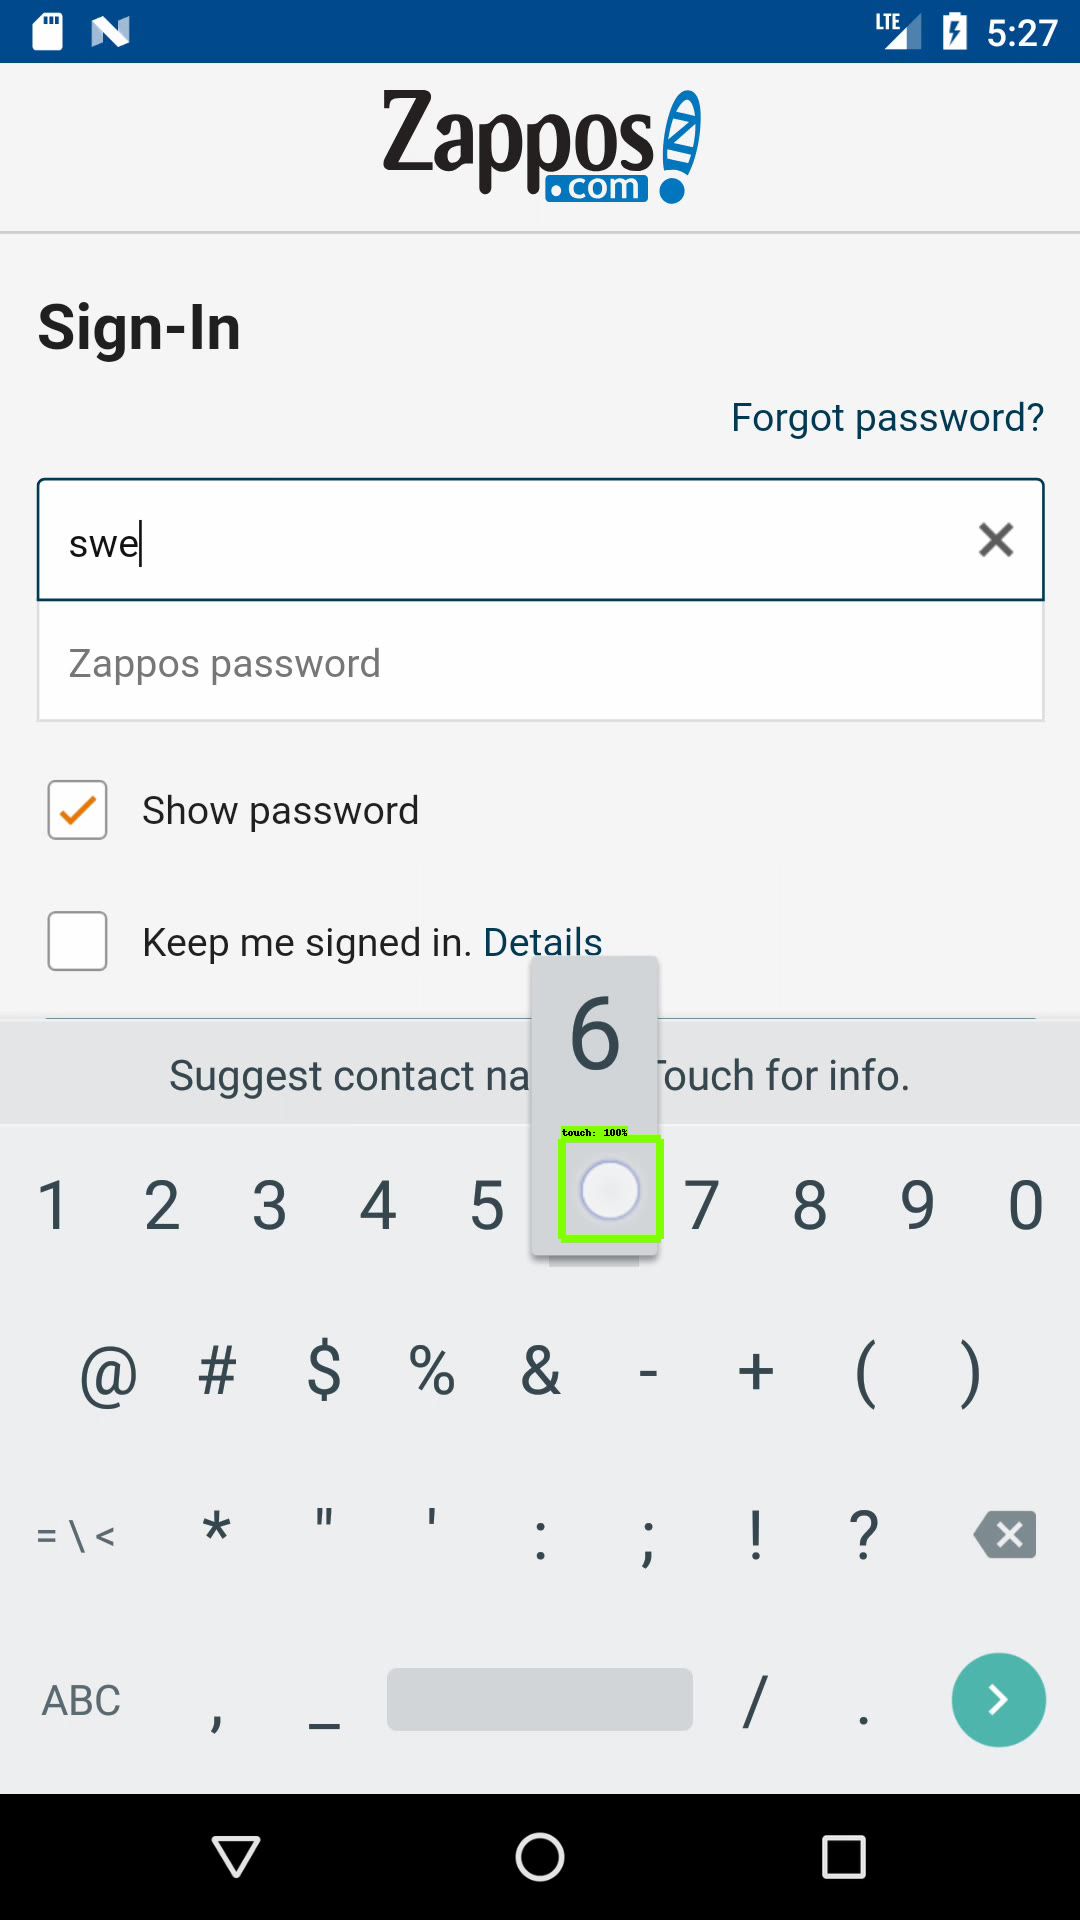 LTE 5:27
Zappos
.com
Sign-In
Forgot password?
swe
Zappos password
Show password
Keep me signed in. Details
6
Suggest contact na Touch for info.
touch: 100%
1 2 3 4 5 7 8 9 0
@ # $ % & - + ( )
= \ < * " ' : ; ! ?
ABC , _ / .